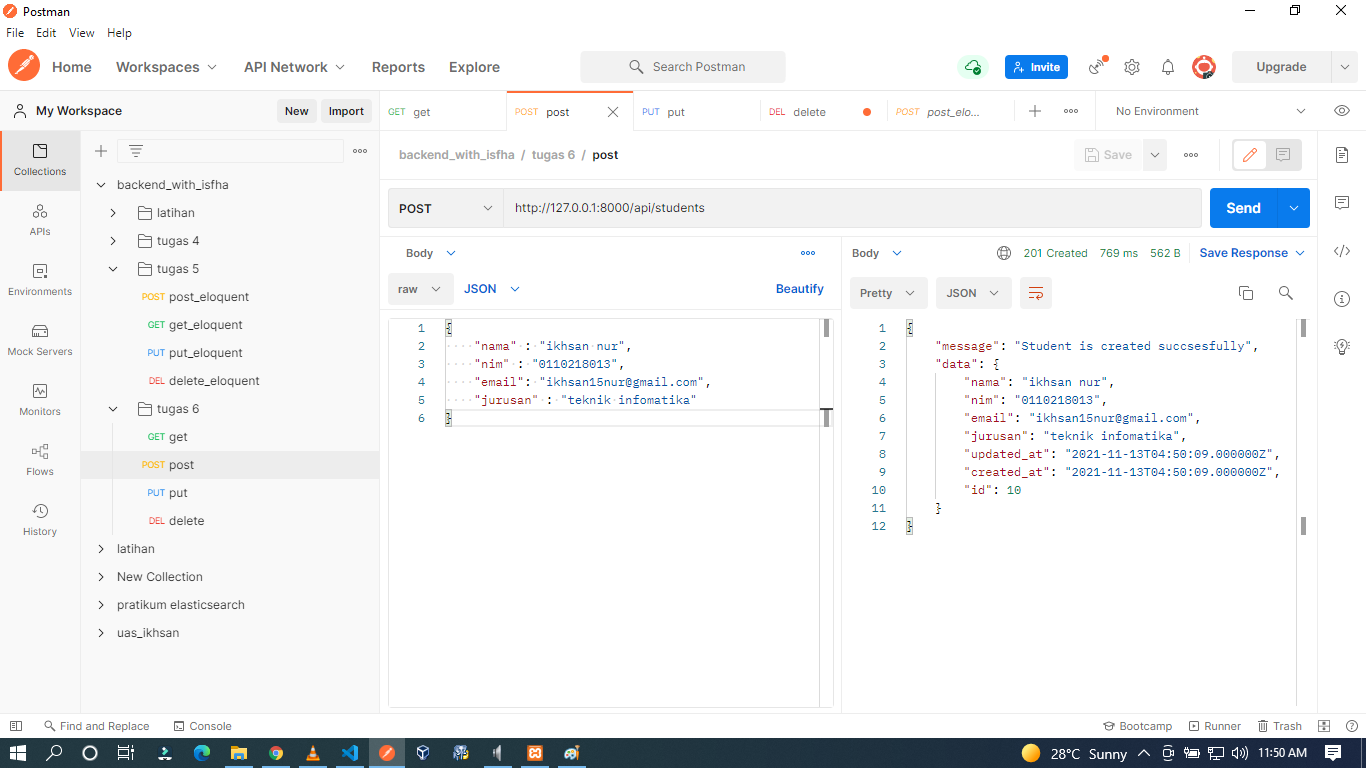 Postman
File Edit View Help
Home Workspaces API Network Reports Explore Search Postman Invite Upgrade
My Workspace New Import GET get POST post PUT put DEL delete POST post_elo... No Environment
backend_with_isfha / tugas 6 / post Save
Collections
APIs
Environments
Mock Servers
Monitors
Flows
History
backend_with_isfha
latihan
tugas 4
tugas 5
POST post_eloquent
GET get_eloquent
PUT put_eloquent
DEL delete_eloquent
tugas 6
GET get
POST post
PUT put
DEL delete
latihan
New Collection
pratikum elasticsearch
uas_ikhsan
POST http://127.0.0.1:8000/api/students Send
Body
raw JSON Beautify
1 {
2 "nama" : "ikhsan nur",
3 "nim" : "0110218013",
4 "email": "ikhsan15nur@gmail.com",
5 "jurusan" : "teknik infomatika"
6 }
Body 201 Created 769 ms 562 B Save Response
Pretty JSON
1 {
2 "message": "Student is created succsesfully",
3 "data": {
4 "nama": "ikhsan nur",
5 "nim": "0110218013",
6 "email": "ikhsan15nur@gmail.com",
7 "jurusan": "teknik infomatika",
8 "updated_at": "2021-11-13T04:50:09.000000Z",
9 "created_at": "2021-11-13T04:50:09.000000Z",
10 "id": 10
11 }
12 }
Find and Replace Console Bootcamp Runner Trash
28°C Sunny 11:50 AM